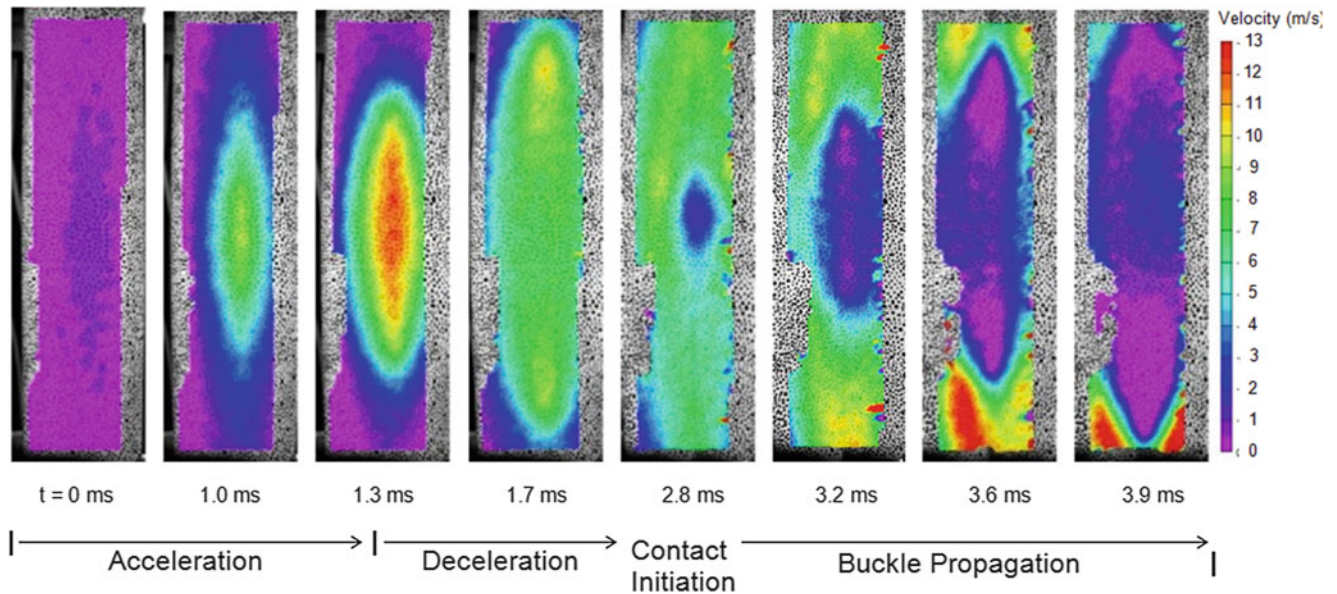 Velocity (m/s)
13
12
11
10
9
8
7
6
5
4
3
2
1
0
t = 0 ms
1.0 ms
1.3 ms
1.7 ms
2.8 ms
3.2 ms
3.6 ms
3.9 ms
Acceleration
Deceleration
Contact
Initiation
Buckle Propagation